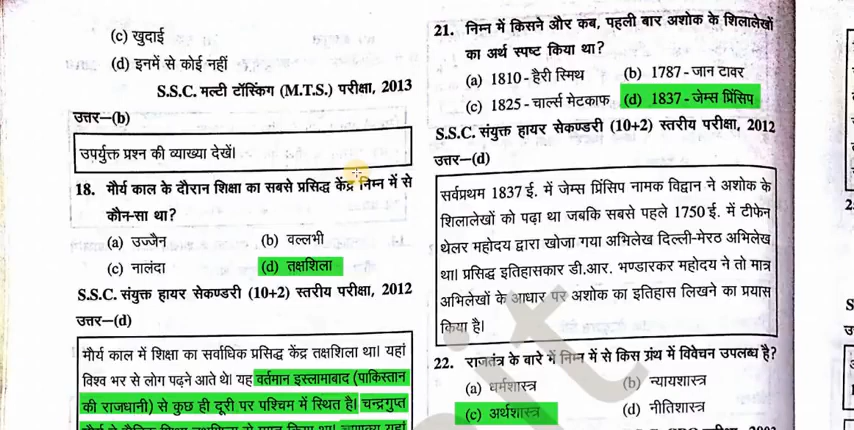 (c) खुदाई
(d) इनमें से कोई नहीं
S.S.C. मल्टी टॉस्किंग (M.T.S.) परीक्षा, 2013
उत्तर–(b)
उपर्युक्त प्रश्न की व्याख्या देखें।
18. मौर्य काल के दौरान शिक्षा का सबसे प्रसिद्ध केंद्र निम्न में से
कौन-सा था?
(a) उज्जैन (b) वल्लभी
(c) नालंदा (d) तक्षशिला
S.S.C. संयुक्त हायर सेकण्डरी (10+2) स्तरीय परीक्षा, 2012
उत्तर–(d)
मौर्य काल में शिक्षा का सर्वाधिक प्रसिद्ध केंद्र तक्षशिला था। यहां
विश्व भर से लोग पढ़ने आते थे। यह वर्तमान इस्लामाबाद (पाकिस्तान
की राजधानी) से कुछ ही दूरी पर पश्चिम में स्थित है। चन्द्रगुप्त
21. निम्न में किसने और कब, पहली बार अशोक के शिलालेखों
का अर्थ स्पष्ट किया था?
(a) 1810 - हैरी स्मिथ (b) 1787 - जान टावर
(c) 1825 - चार्ल्स मेटकाफ (d) 1837 - जेम्स प्रिंसिप
S.S.C. संयुक्त हायर सेकण्डरी (10+2) स्तरीय परीक्षा, 2012
उत्तर–(d)
सर्वप्रथम 1837 ई. में जेम्स प्रिंसिप नामक विद्वान ने अशोक के
शिलालेखों को पढ़ा था जबकि सबसे पहले 1750 ई. में टीफेन
थेलर महोदय द्वारा खोजा गया अभिलेख दिल्ली-मेरठ अभिलेख
था। प्रसिद्ध इतिहासकार डी.आर. भण्डारकर महोदय ने तो मात्र
अभिलेखों के आधार पर अशोक का इतिहास लिखने का प्रयास
किया है।
22. राजतंत्र के बारे में निम्न में से किस ग्रंथ में विवेचन उपलब्ध है?
(a) धर्मशास्त्र (b) न्यायशास्त्र
(c) अर्थशास्त्र (d) नीतिशास्त्र